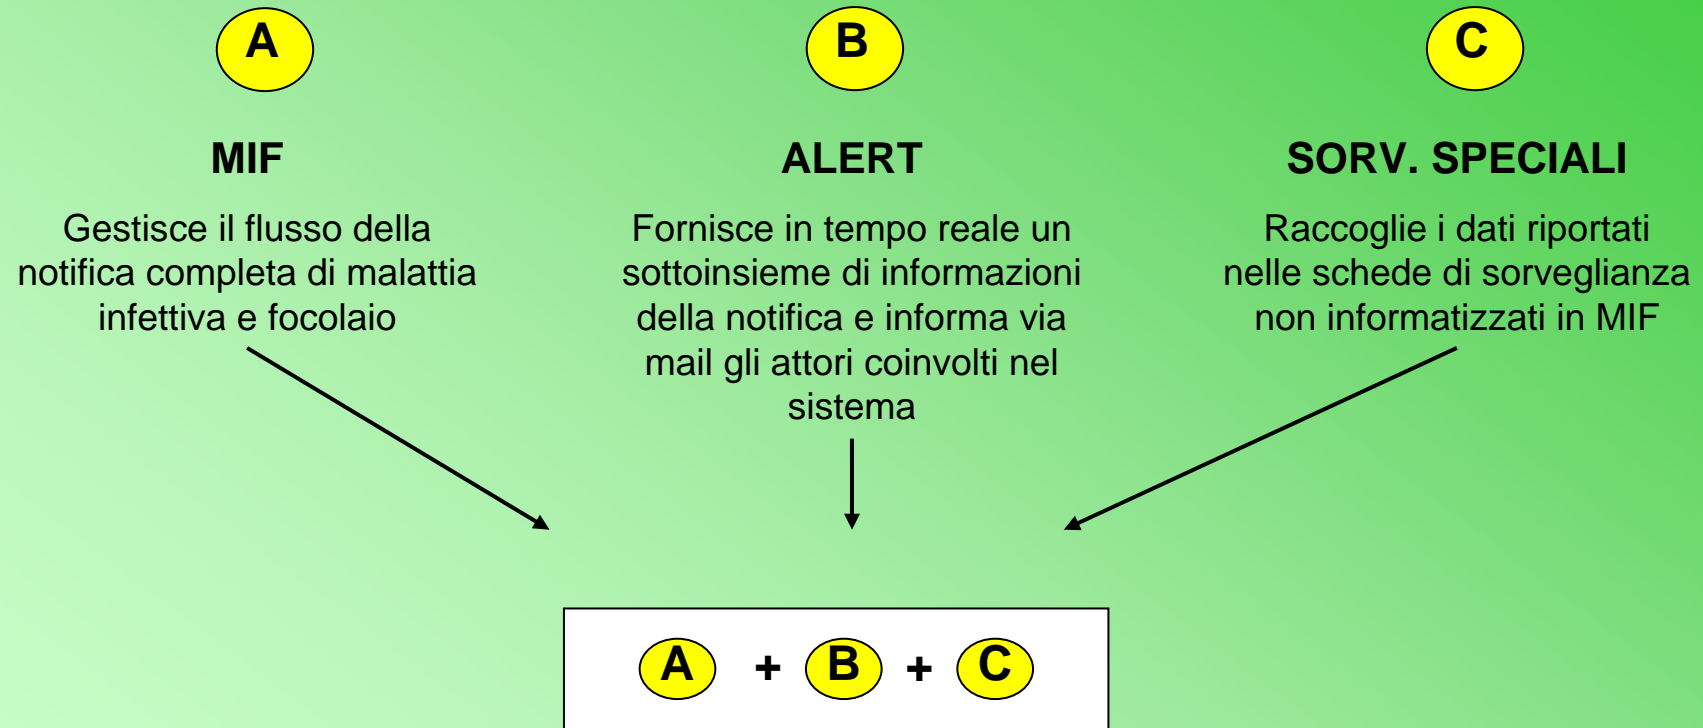 A
B
C
MIF
Gestisce il flusso della
notifica completa di malattia
infettiva e focolaio
ALERT
Fornisce in tempo reale un
sottoinsieme di informazioni
della notifica e informa via
mail gli attori coinvolti nel
sistema
SORV. SPECIALI
Raccoglie i dati riportati
nelle schede di sorveglianza
non informatizzati in MIF
A + B + C